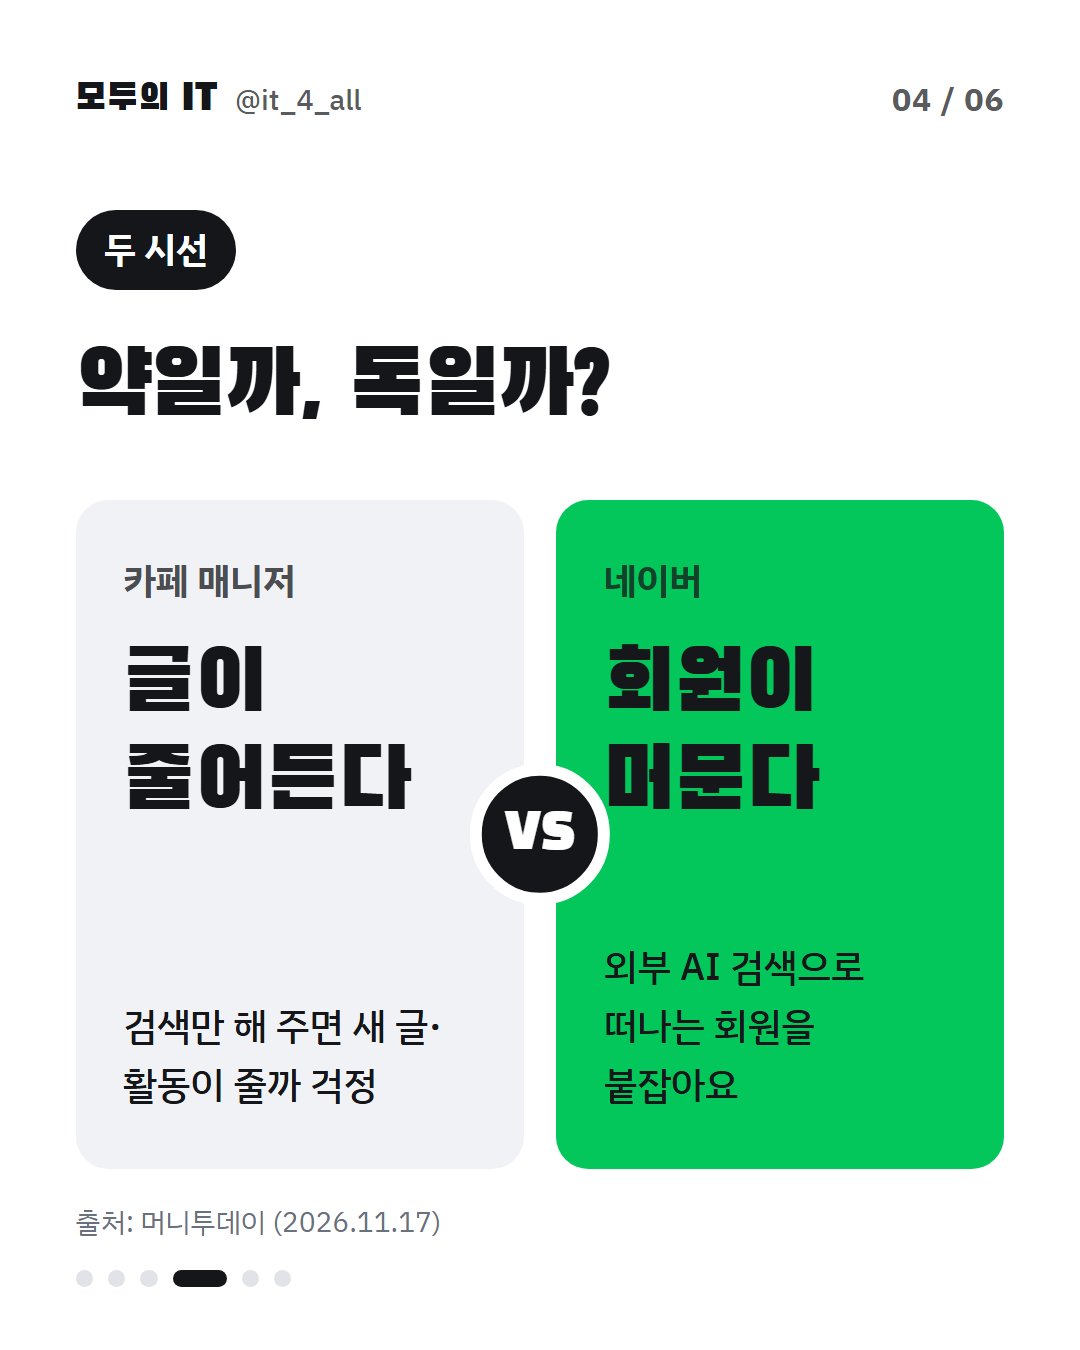 모두의 IT @it_4_all
04 / 06
두 시선
약일까, 독일까?
카페 매니저
글이
줄어든다
검색만 해 주면 새 글·
활동이 줄까 걱정
VS
네이버
회원이
머문다
외부 AI 검색으로
떠나는 회원을
붙잡아요
출처: 머니투데이 (2026.11.17)